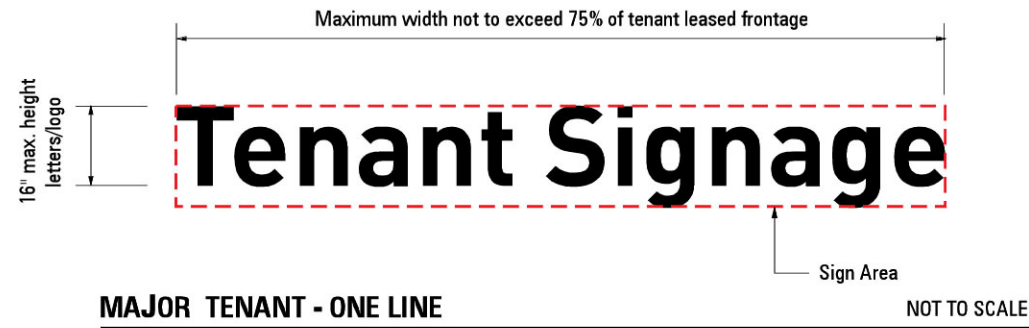 Maximum width not to exceed 75% of tenant leased frontage
16" max. height
letters/logo
Tenant Signage
Sign Area
MAJOR TENANT - ONE LINE
NOT TO SCALE